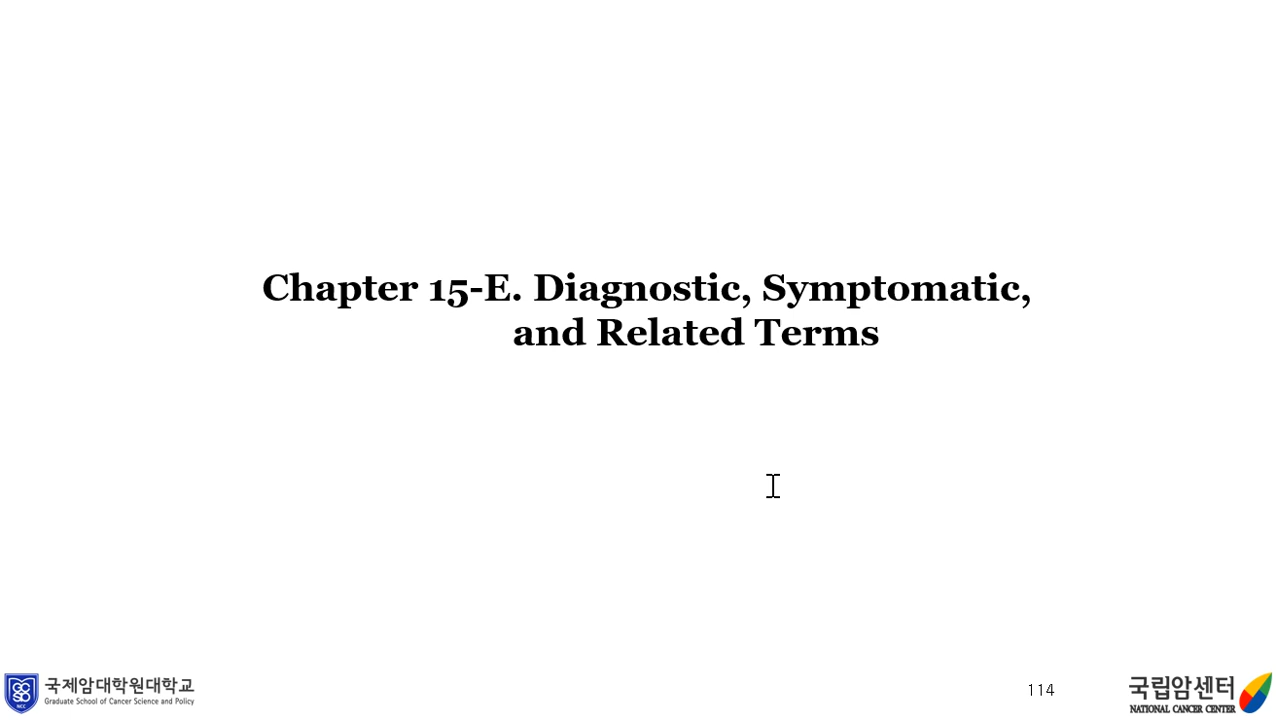 Chapter 15-E. Diagnostic, Symptomatic,
and Related Terms
국제암대학원대학교
Graduate School of Cancer Science and Policy
NCC
114
국립암센터
NATIONAL CANCER CENTER